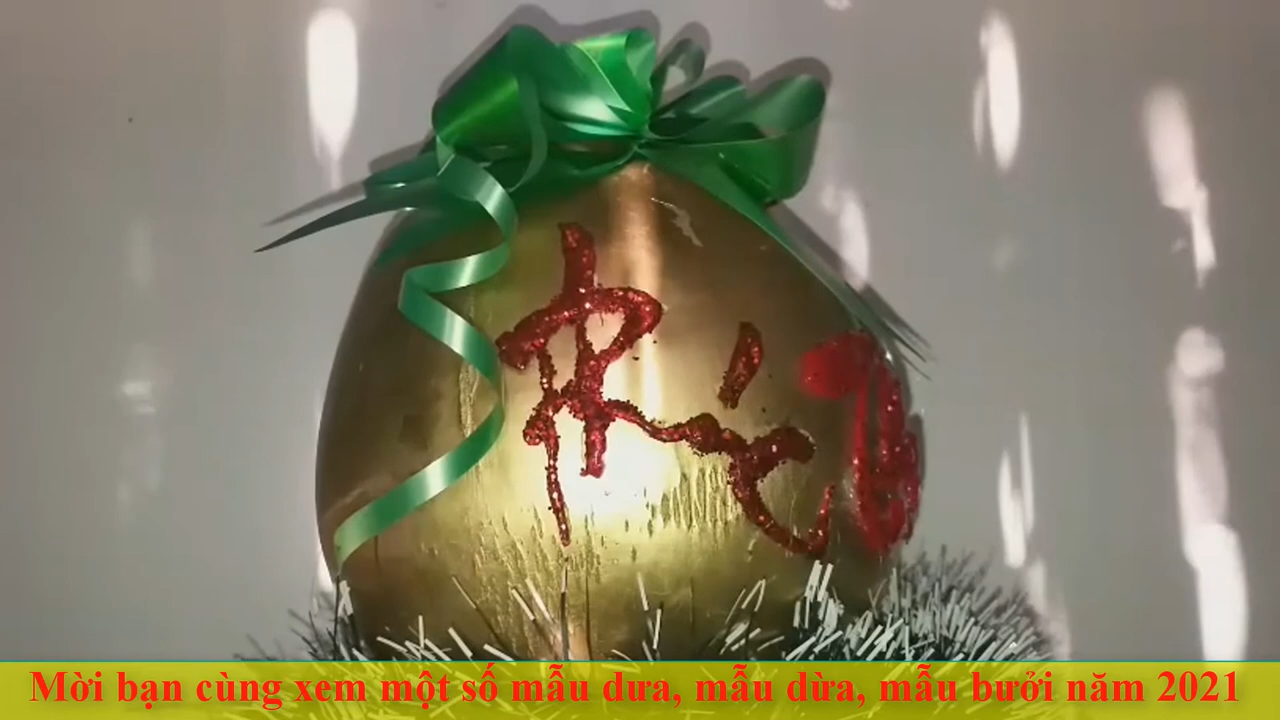 Mời bạn cùng xem một số mẫu dưa, mẫu dừa, mẫu bưởi năm 2021